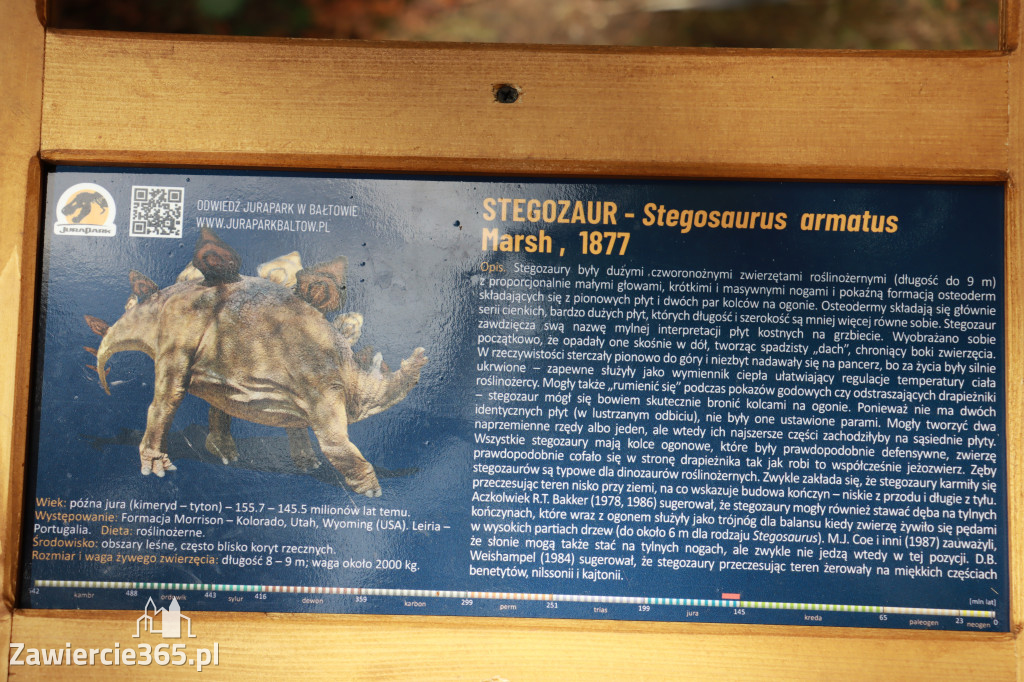 JURAPARK
ODWIEDŹ JURAPARK W BAŁTOWIE
WWW.JURAPARKBALTOW.PL
STEGOZAUR - Stegosaurus armatus
Marsh , 1877
Opis. Stegozaury były dużymi czworonożnymi zwierzętami roślinożernymi (długość do 9 m)
z proporcjonalnie małymi głowami, krótkimi i masywnymi nogami i pokaźną formacją osteoderm
składających się z pionowych płyt i dwóch par kolców na ogonie. Osteodermy składają się głównie
serii cienkich, bardzo dużych płyt, których długość i szerokość są mniej więcej równe sobie. Stegozaur
zawdzięcza swą nazwę mylnej interpretacji płyt kostnych na grzbiecie. Wyobrażano sobie
początkowo, że opadały one skośnie w dół, tworząc spadzisty „dach", chroniący boki zwierzęcia.
W rzeczywistości sterczały pionowo do góry i niezbyt nadawały się na pancerz, bo za życia były silnie
ukrwione – zapewne służyły jako wymiennik ciepła ułatwiający regulacje temperatury ciała
roślinożercy. Mogły także „rumienić się" podczas pokazów godowych czy odstraszających drapieżniki
– stegozaur mógł się bowiem skutecznie bronić kolcami na ogonie. Ponieważ nie ma dwóch
identycznych płyt (w lustrzanym odbiciu), nie były one ustawione parami. Mogły tworzyć dwa
naprzemienne rzędy albo jeden, ale wtedy ich najszersze części zachodziłyby na sąsiednie płyty.
Wszystkie stegozaury mają kolce ogonowe, które były prawdopodobnie defensywne, zwierzę
prawdopodobnie cofało się w stronę drapieżnika tak jak robi to współcześnie jeżozwierz. Zęby
stegozaurów są typowe dla dinozaurów roślinożernych. Zwykle zakłada się, że stegozaury karmiły się
przeczesując teren nisko przy ziemi, na co wskazuje budowa kończyn – niskie z przodu i długie z tyłu.
Aczkolwiek R.T. Bakker (1978, 1986) sugerował, że stegozaury mogły również stawać dęba na tylnych
kończynach, które wraz z ogonem służyły jako trójnóg dla balansu kiedy zwierzę żywiło się pędami
w wysokich partiach drzew (do około 6 m dla rodzaju Stegosaurus). M.J. Coe i inni (1987) zauważyli,
że słonie mogą także stać na tylnych nogach, ale zwykle nie jedzą wtedy w tej pozycji. D.B.
Weishampel (1984) sugerował, że stegozaury przeczesując teren żerowały na miękkich częściach
benetytów, nilssonii i kajtonii.
Wiek: późna jura (kimeryd – tyton) – 155.7 – 145.5 milionów lat temu.
Występowanie: Formacja Morrison – Kolorado, Utah, Wyoming (USA). Leiria –
Portugalia. Dieta: roślinożerne.
Środowisko: obszary leśne, często blisko koryt rzecznych.
Rozmiar i waga żywego zwierzęcia: długość 8 – 9 m; waga około 2000 kg.
[mln lat]
542 kambr 488 ordowik 443 sylur 416 dewon 359 karbon 299 perm 251 trias 199 jura 145 kreda 65 paleogen 23 neogen 0
Zawiercie365.pl